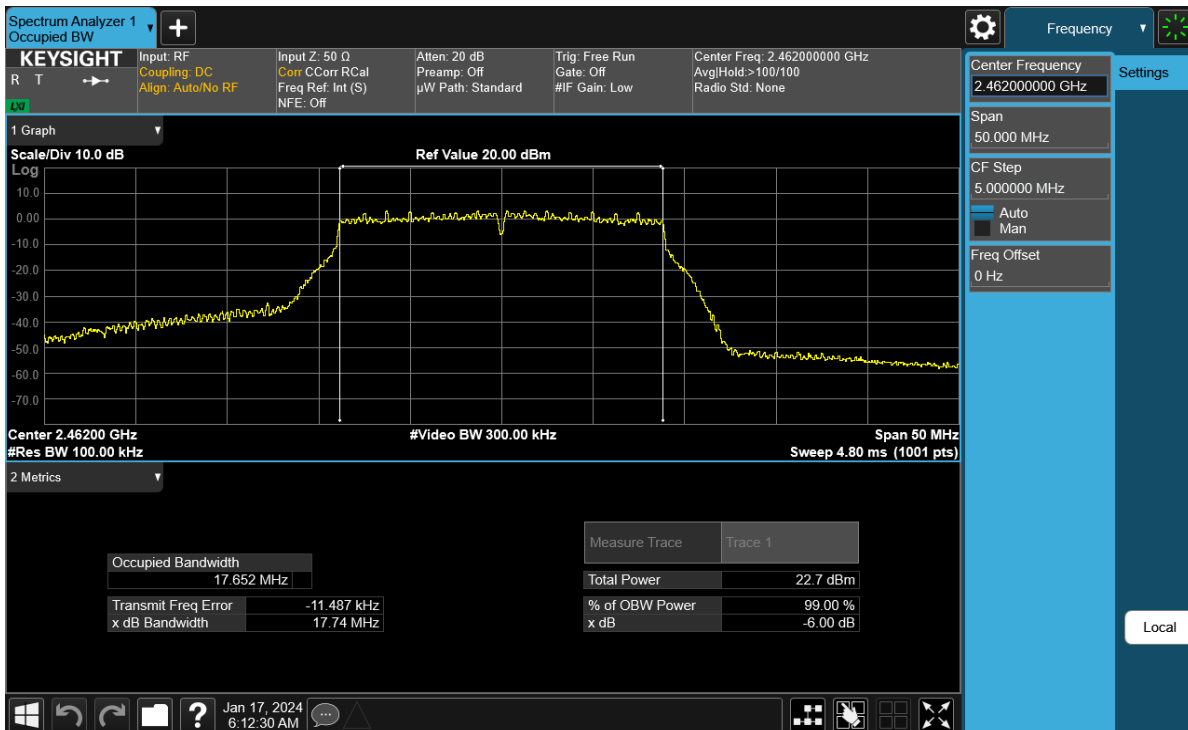 Spectrum Analyzer 1
Occupied BW
Frequency
KEYSIGHT
R T
LXI
Input: RF
Coupling: DC
Align: Auto/No RF
Input Z: 50 Ω
Corr CCorr RCal
Freq Ref: Int (S)
NFE: Off
Atten: 20 dB
Preamp: Off
µW Path: Standard
Trig: Free Run
Gate: Off
#IF Gain: Low
Center Freq: 2.462000000 GHz
Avg|Hold:>100/100
Radio Std: None
Center Frequency
2.462000000 GHz
Settings
Span
50.000 MHz
CF Step
5.000000 MHz
Auto
Man
Freq Offset
0 Hz
Local
1 Graph
Scale/Div 10.0 dB
Ref Value 20.00 dBm
Log
10.0
0.00
-10.0
-20.0
-30.0
-40.0
-50.0
-60.0
-70.0
Center 2.46200 GHz
#Video BW 300.00 kHz
Span 50 MHz
#Res BW 100.00 kHz
Sweep 4.80 ms (1001 pts)
2 Metrics
Measure Trace Trace 1
Occupied Bandwidth
17.652 MHz
Total Power 22.7 dBm
Transmit Freq Error -11.487 kHz
% of OBW Power 99.00 %
x dB Bandwidth 17.74 MHz
x dB -6.00 dB
?
Jan 17, 2024
6:12:30 AM